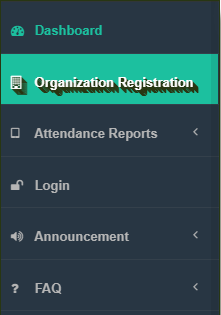 Dashboard
Organization Registration
Attendance Reports
Login
Announcement
FAQ